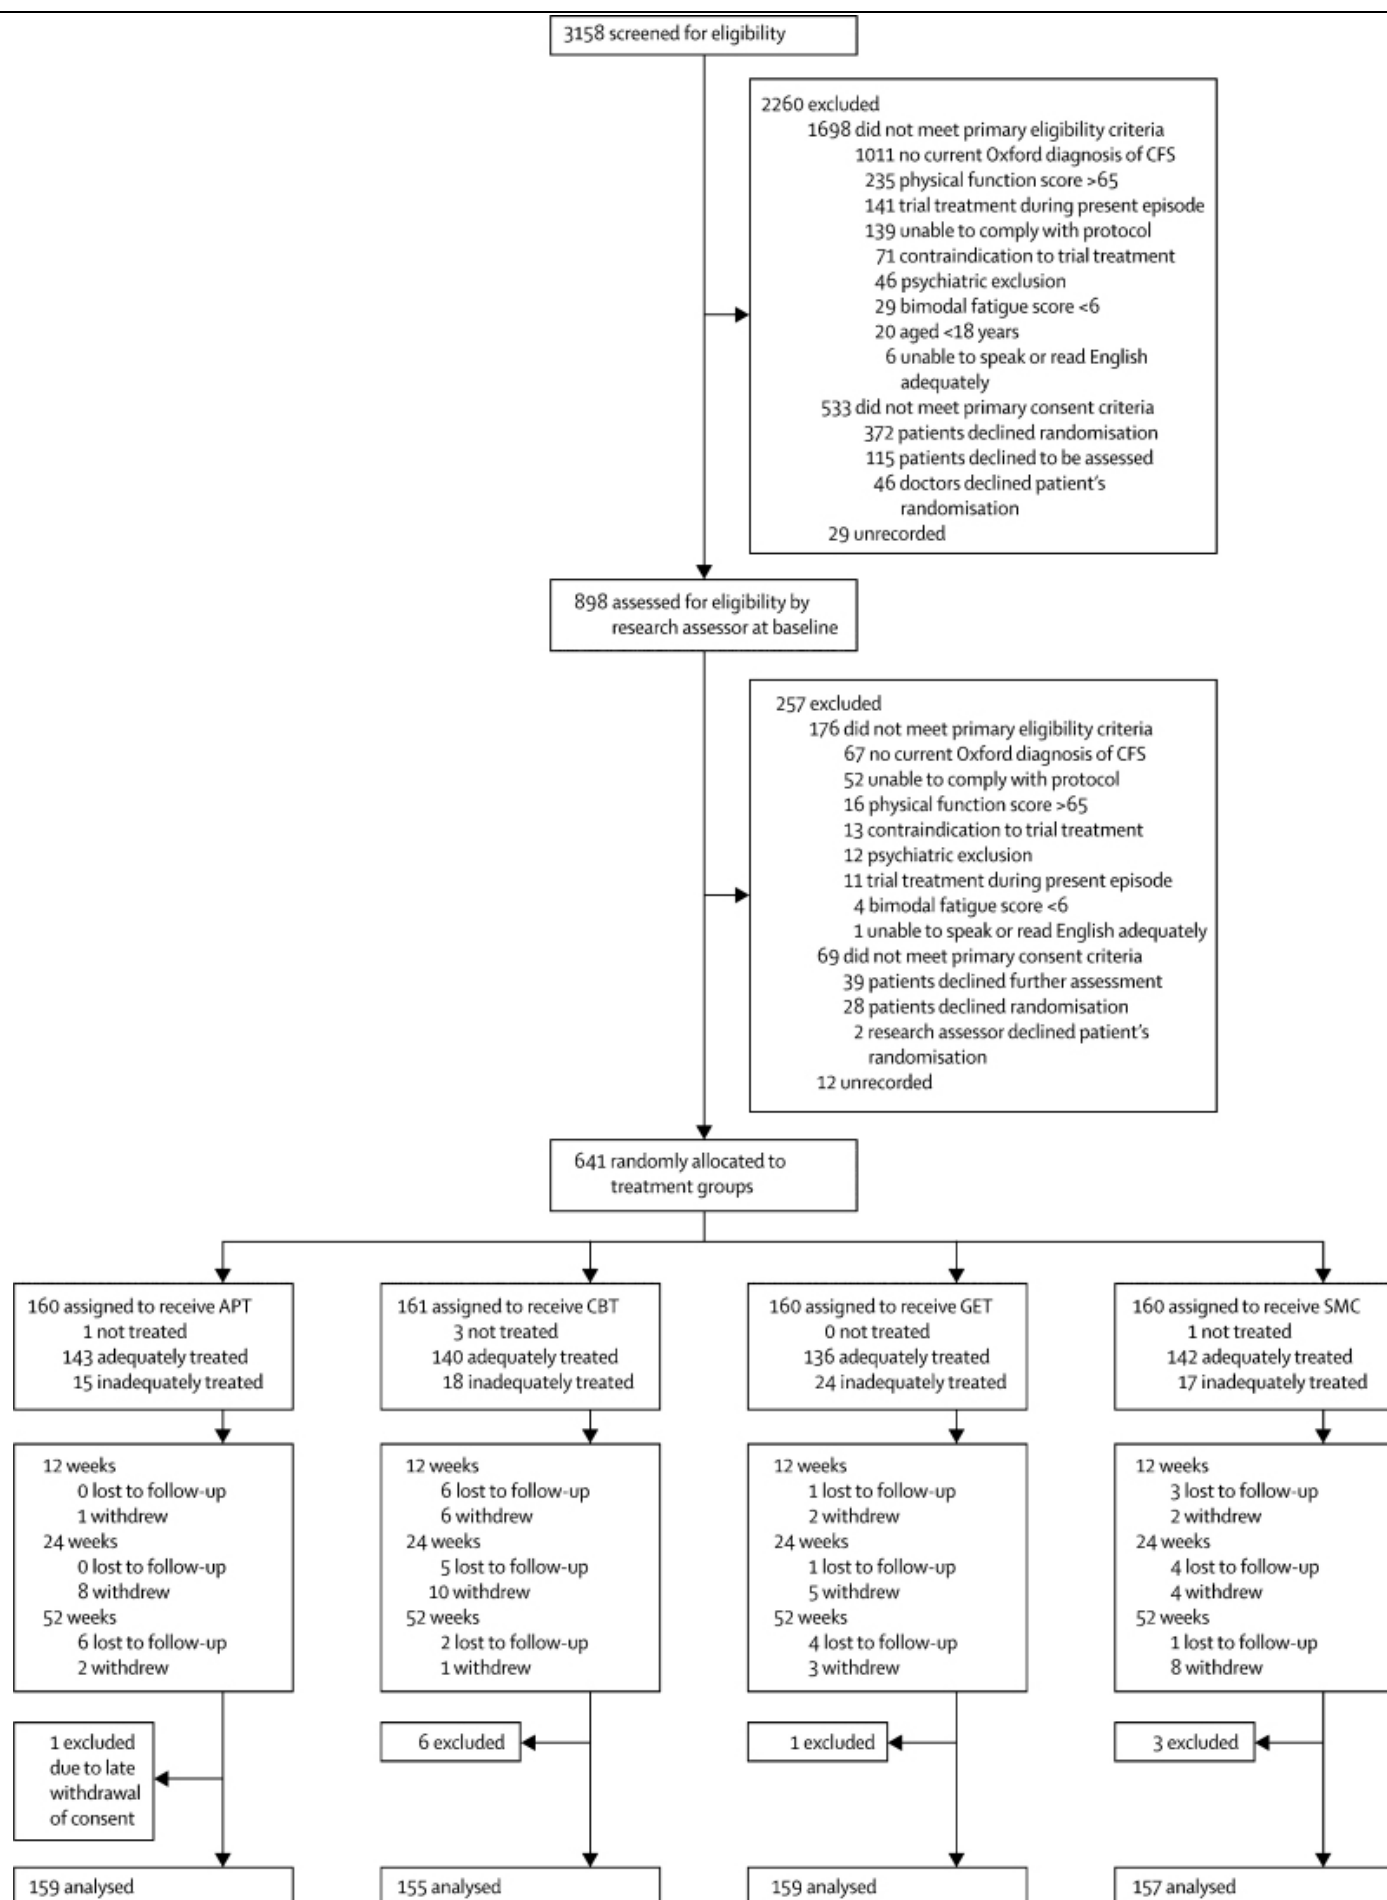 3158 screened for eligibility
2260 excluded
1698 did not meet primary eligibility criteria
1011 no current Oxford diagnosis of CFS
235 physical function score >65
141 trial treatment during present episode
139 unable to comply with protocol
71 contraindication to trial treatment
46 psychiatric exclusion
29 bimodal fatigue score <6
20 aged <18 years
6 unable to speak or read English
adequately
533 did not meet primary consent criteria
372 patients declined randomisation
115 patients declined to be assessed
46 doctors declined patient's
randomisation
29 unrecorded
898 assessed for eligibility by
research assessor at baseline
257 excluded
176 did not meet primary eligibility criteria
67 no current Oxford diagnosis of CFS
52 unable to comply with protocol
16 physical function score >65
13 contraindication to trial treatment
12 psychiatric exclusion
11 trial treatment during present episode
4 bimodal fatigue score <6
1 unable to speak or read English adequately
69 did not meet primary consent criteria
39 patients declined further assessment
28 patients declined randomisation
2 research assessor declined patient's
randomisation
12 unrecorded
641 randomly allocated to
treatment groups
160 assigned to receive APT
1 not treated
143 adequately treated
15 inadequately treated
161 assigned to receive CBT
3 not treated
140 adequately treated
18 inadequately treated
160 assigned to receive GET
0 not treated
136 adequately treated
24 inadequately treated
160 assigned to receive SMC
1 not treated
142 adequately treated
17 inadequately treated
12 weeks
0 lost to follow-up
1 withdrew
24 weeks
0 lost to follow-up
8 withdrew
52 weeks
6 lost to follow-up
2 withdrew
12 weeks
6 lost to follow-up
6 withdrew
24 weeks
5 lost to follow-up
10 withdrew
52 weeks
2 lost to follow-up
1 withdrew
12 weeks
1 lost to follow-up
2 withdrew
24 weeks
1 lost to follow-up
5 withdrew
52 weeks
4 lost to follow-up
3 withdrew
12 weeks
3 lost to follow-up
2 withdrew
24 weeks
4 lost to follow-up
4 withdrew
52 weeks
1 lost to follow-up
8 withdrew
1 excluded
due to late
withdrawal
of consent
6 excluded
1 excluded
3 excluded
159 analysed
155 analysed
159 analysed
157 analysed